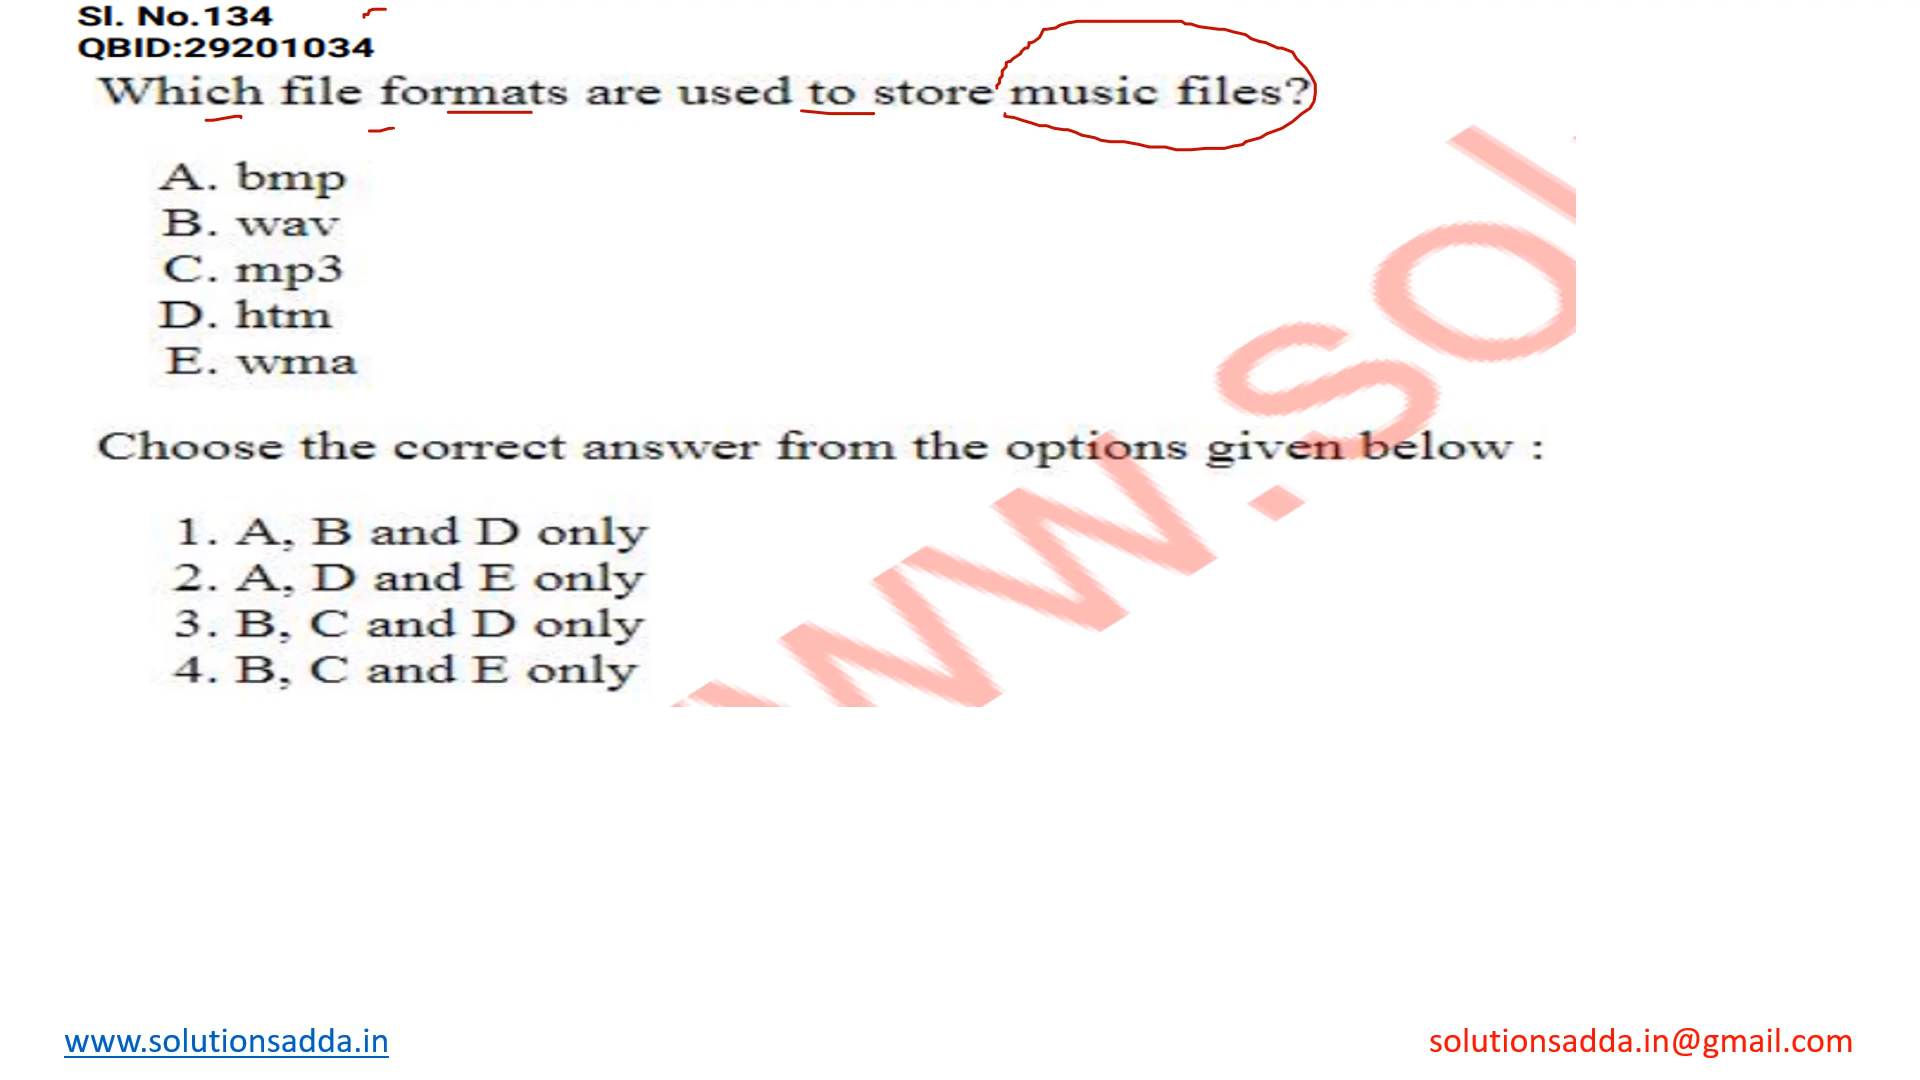 Sl. No.134
QBID:29201034
Which file formats are used to store music files?
A. bmp
B. wav
C. mp3
D. htm
E. wma
Choose the correct answer from the options given below :
1. A, B and D only
2. A, D and E only
3. B, C and D only
4. B, C and E only
www.solutionsadda.in
solutionsadda.in@gmail.com